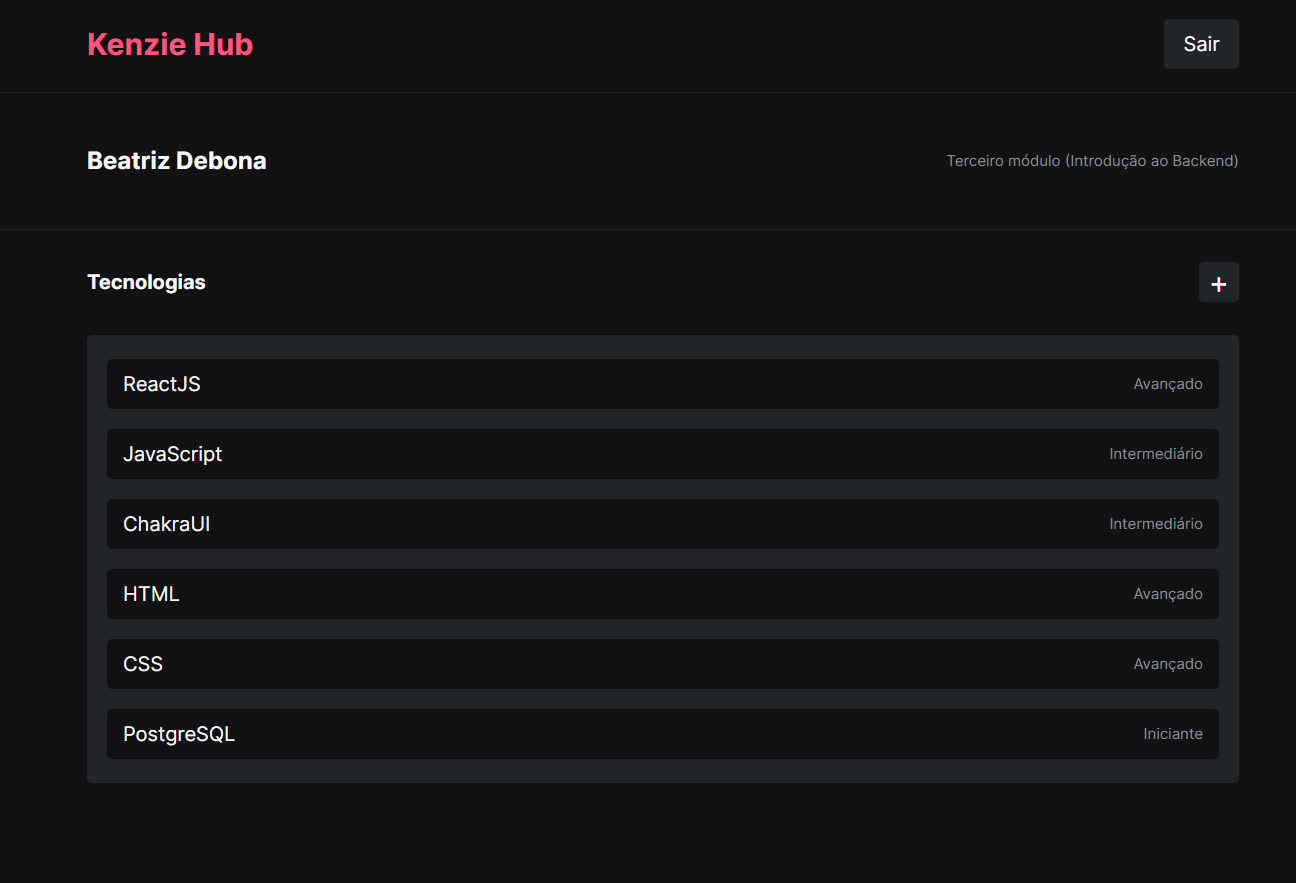 Kenzie Hub
Sair
Beatriz Debona
Terceiro módulo (Introdução ao Backend)
Tecnologias
+
ReactJS
Avançado
JavaScript
Intermediário
ChakraUI
Intermediário
HTML
Avançado
CSS
Avançado
PostgreSQL
Iniciante